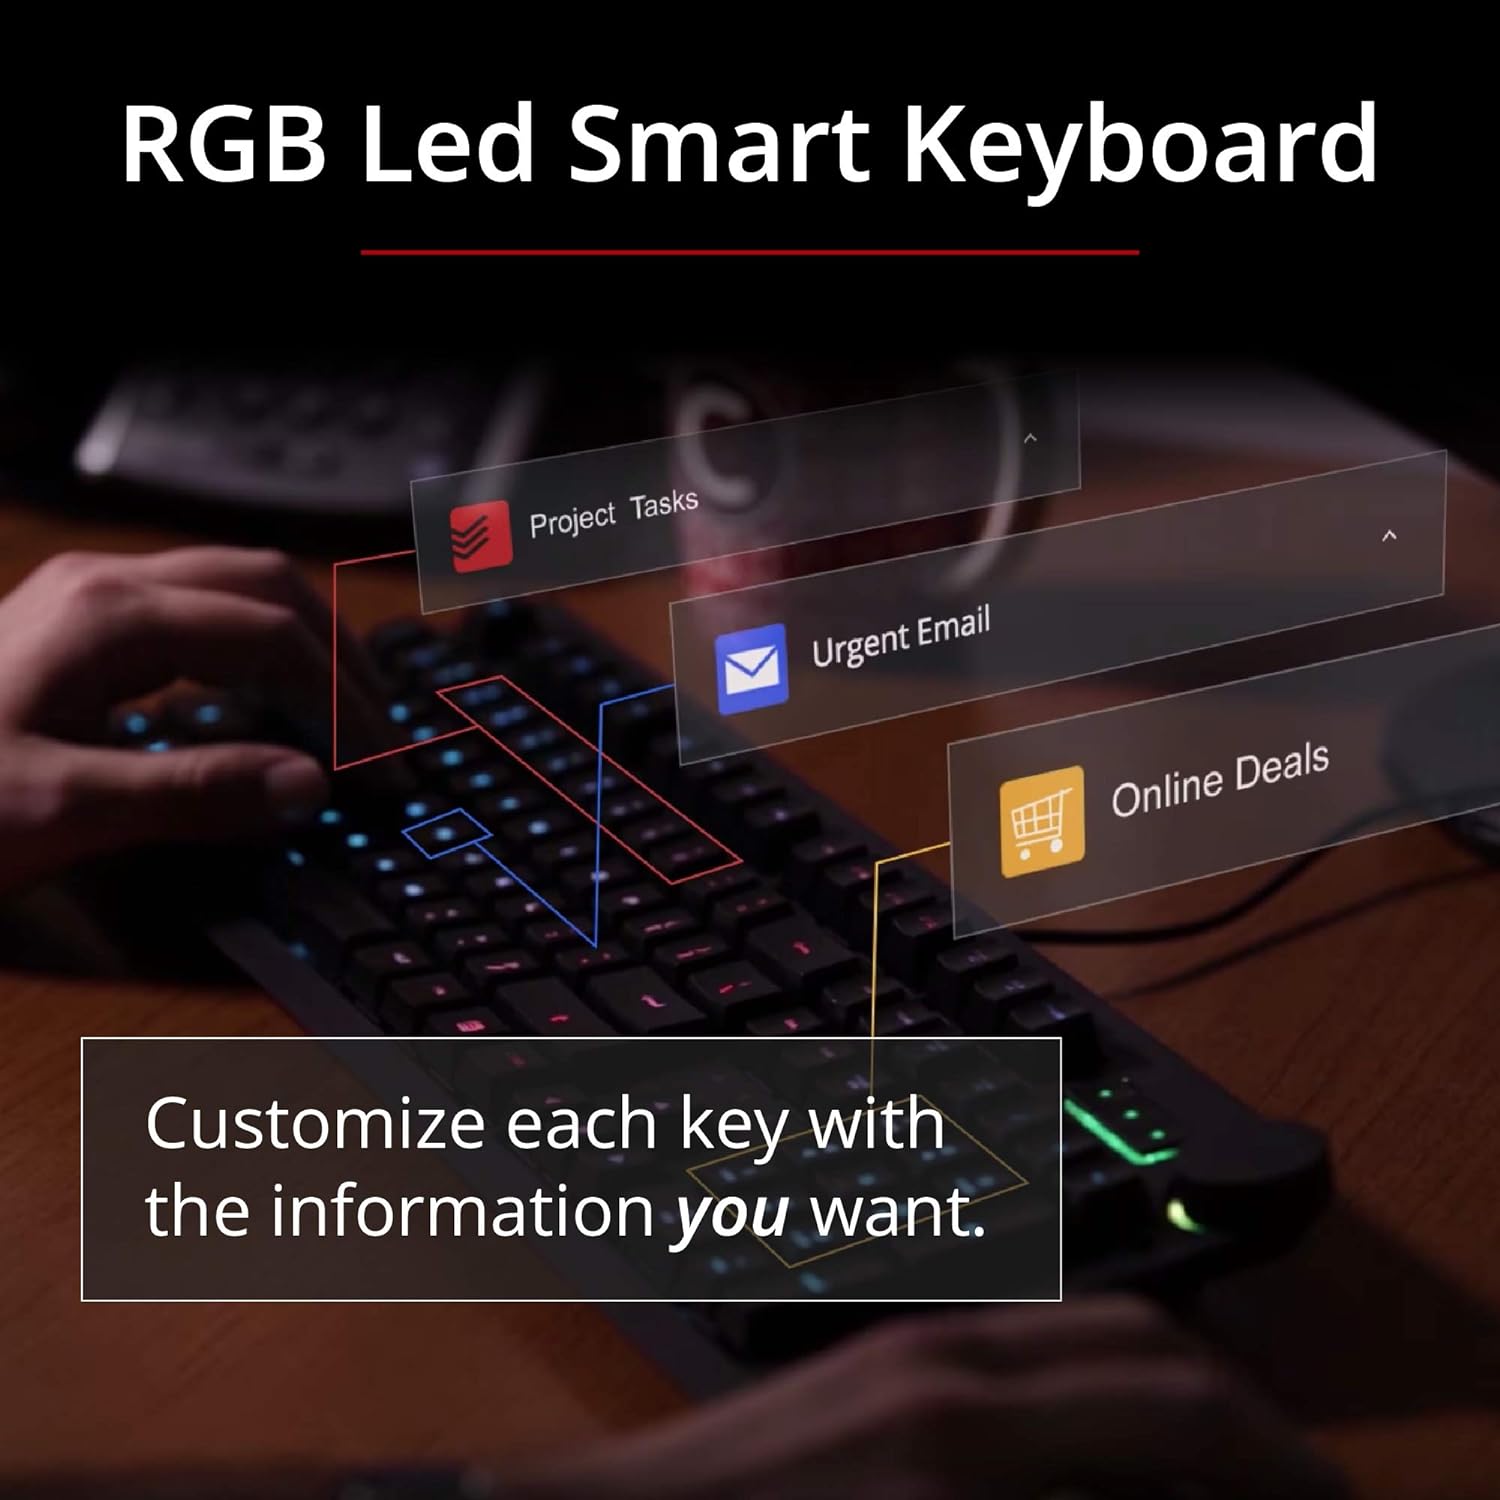 RGB Led Smart Keyboard
Project Tasks
Urgent Email
Online Deals
Customize each key with
the information you want.